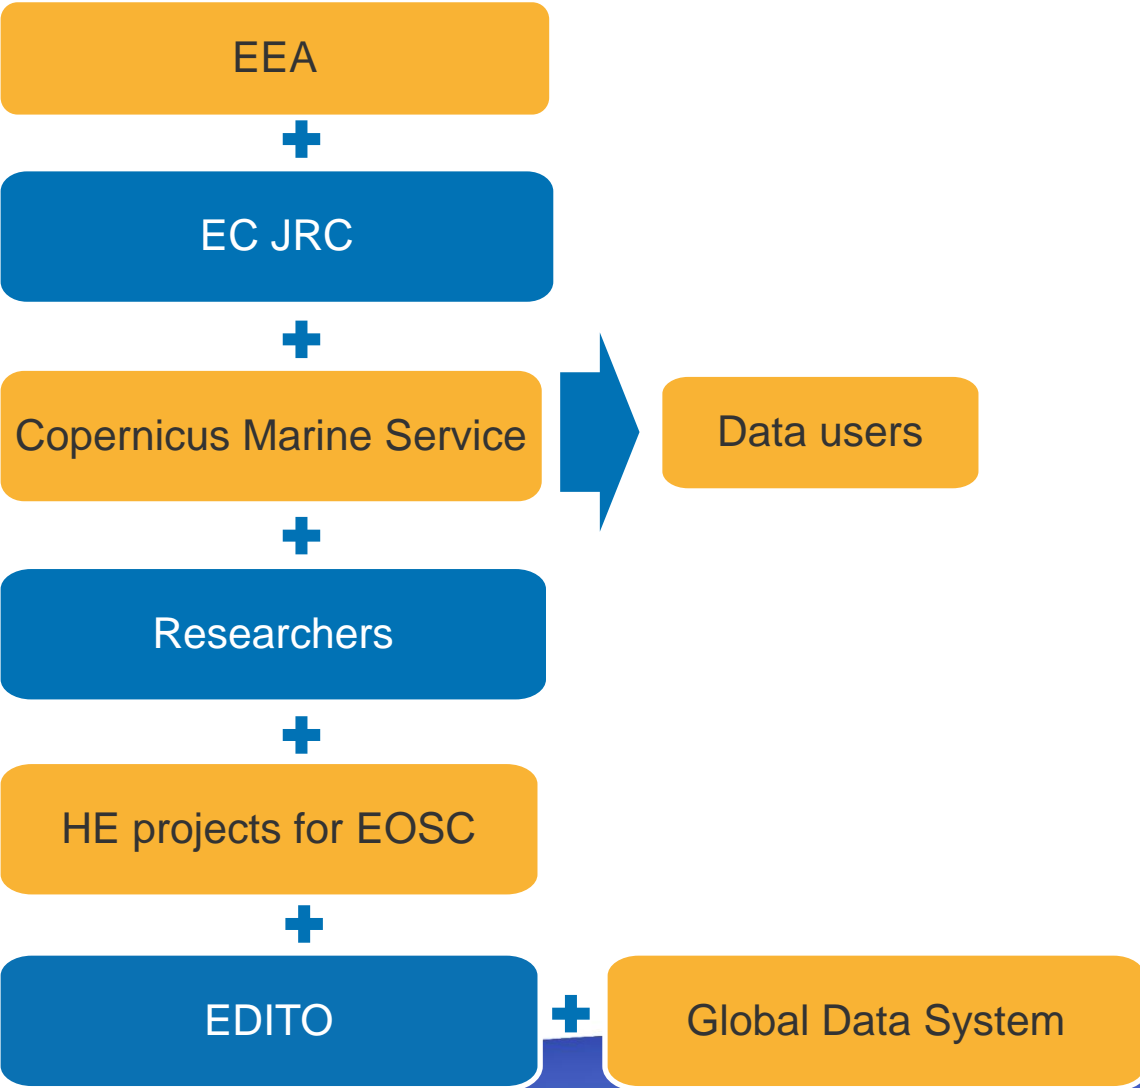 EEA
EC JRC
Copernicus Marine Service
Data users
Researchers
HE projects for EOSC
EDITO
Global Data System